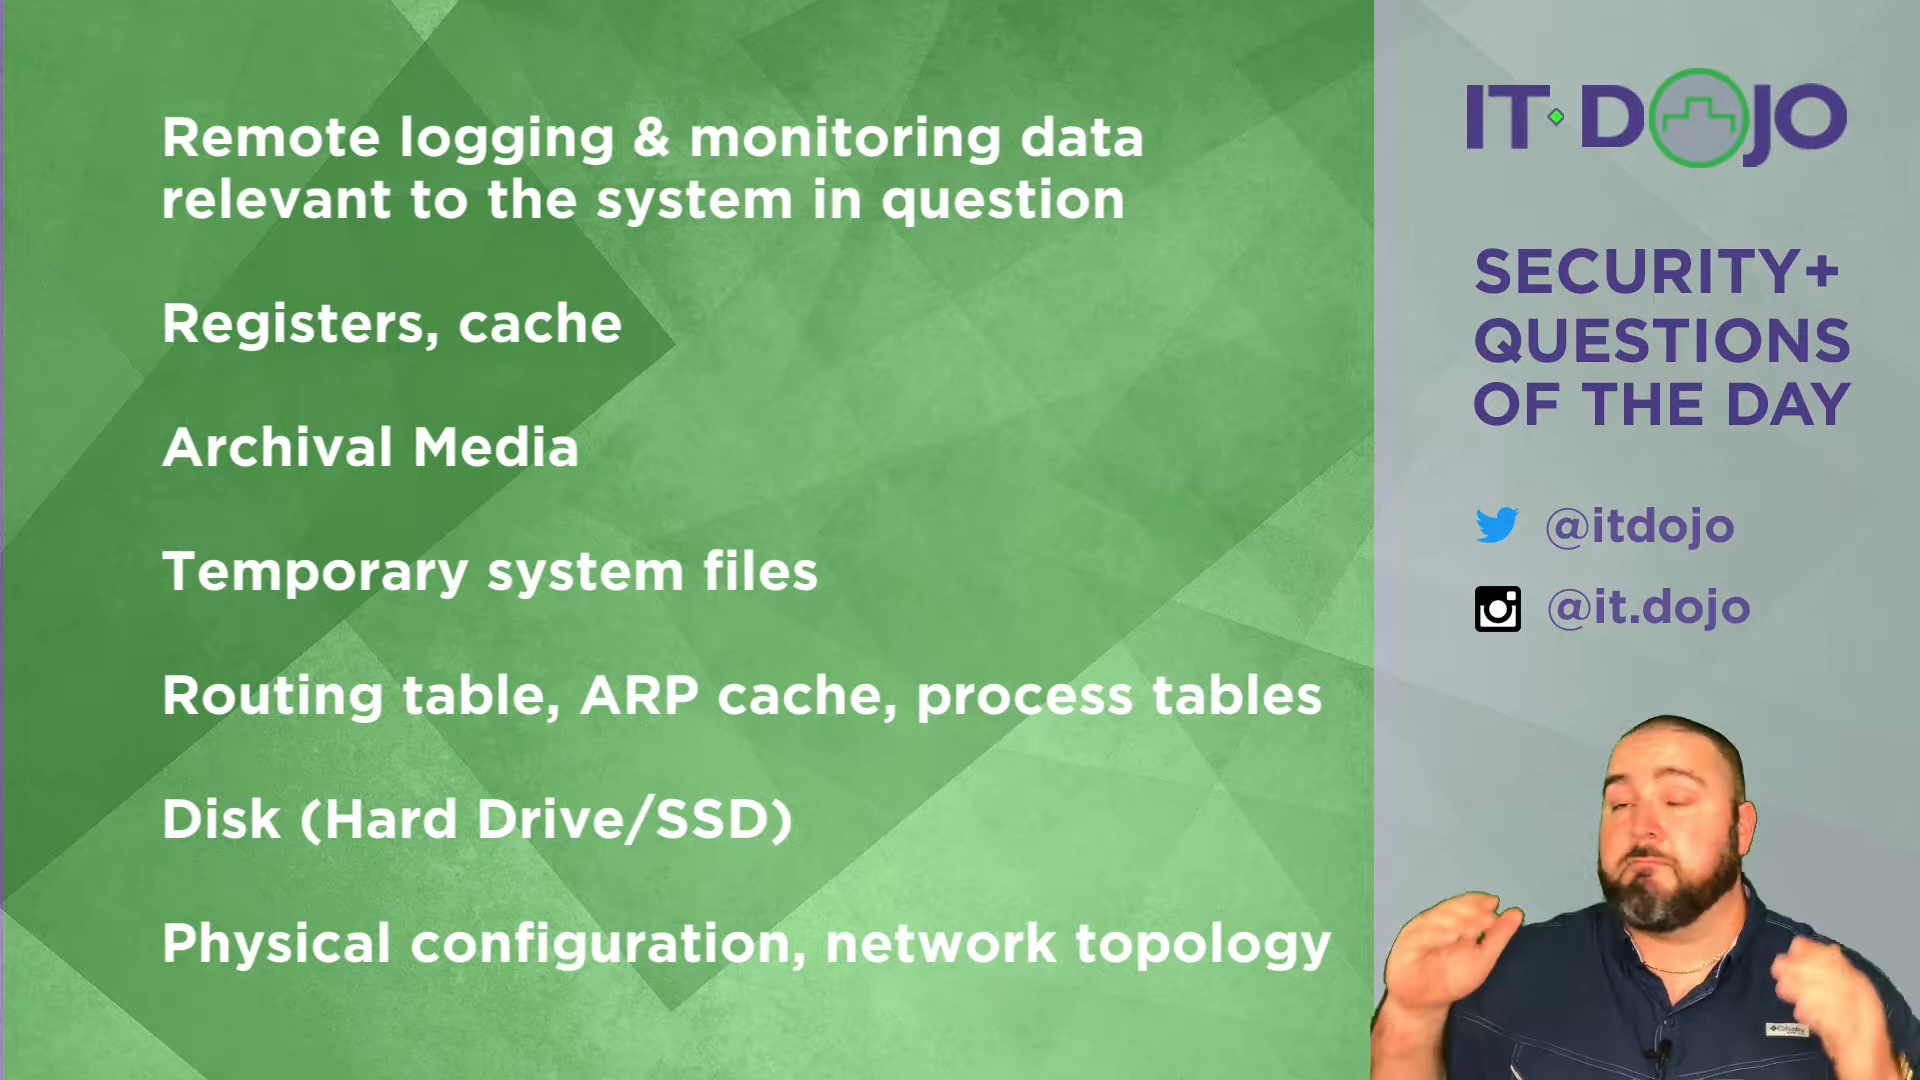 Remote logging & monitoring data
relevant to the system in question
Registers, cache
Archival Media
Temporary system files
Routing table, ARP cache, process tables
Disk (Hard Drive/SSD)
Physical configuration, network topology
IT DOJO
SECURITY+
QUESTIONS
OF THE DAY
@itdojo
@it.dojo
Columbia